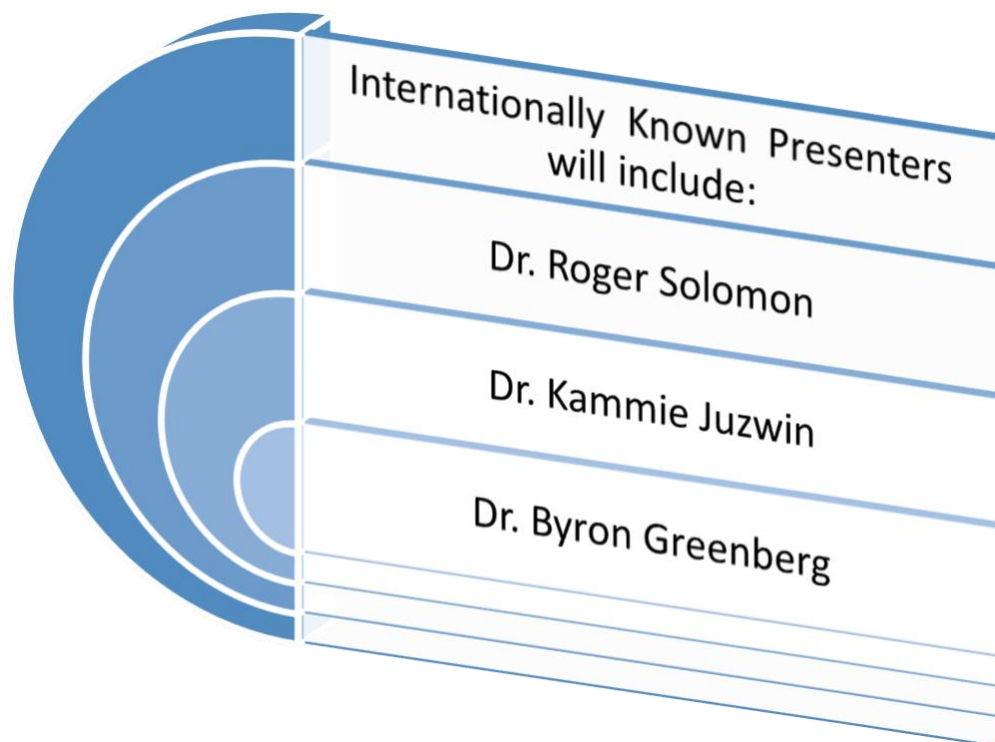 Internationally Known Presenters
will include:
Dr. Roger Solomon
Dr. Kammie Juzwin
Dr. Byron Greenberg